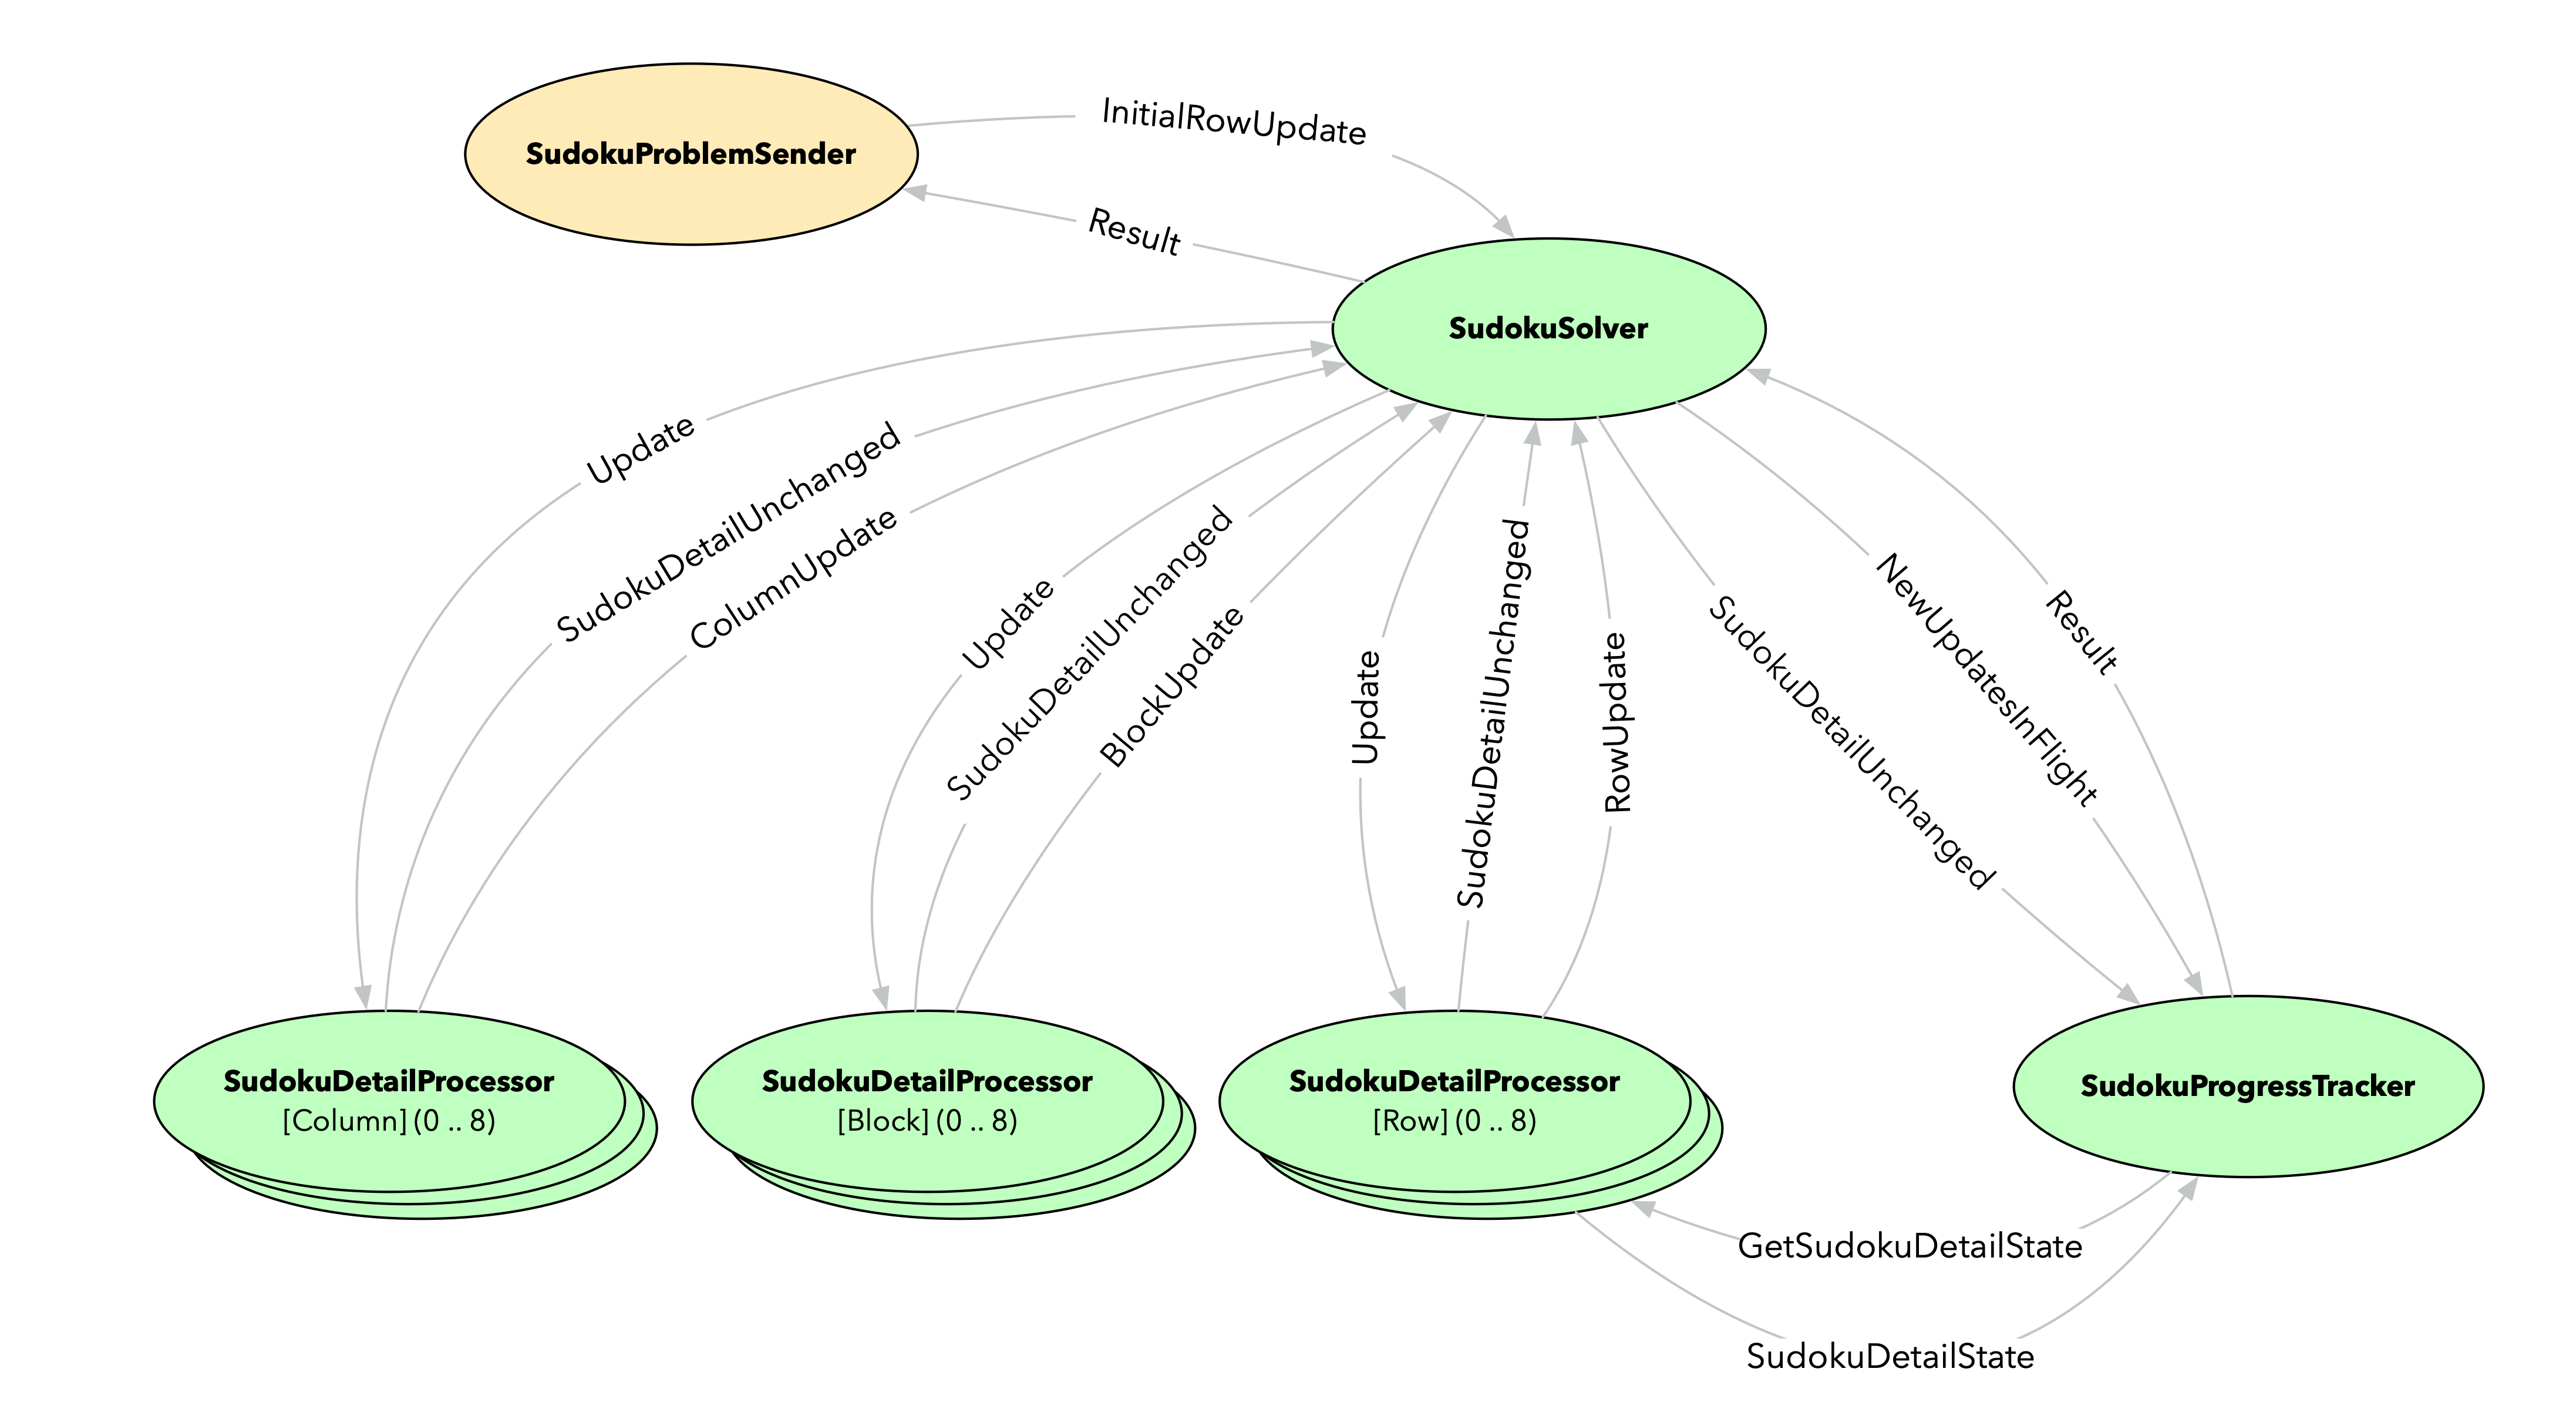 SudokuProblemSender
InitialRowUpdate
Result
SudokuSolver
Update
SudokuDetailUnchanged
ColumnUpdate
Update
SudokuDetailUnchanged
BlockUpdate
Update
SudokuDetailUnchanged
RowUpdate
SudokuDetailUnchanged
NewUpdatesInFlight
Result
SudokuDetailProcessor
[Column] (0 .. 8)
SudokuDetailProcessor
[Block] (0 .. 8)
SudokuDetailProcessor
[Row] (0 .. 8)
SudokuProgressTracker
GetSudokuDetailState
SudokuDetailState